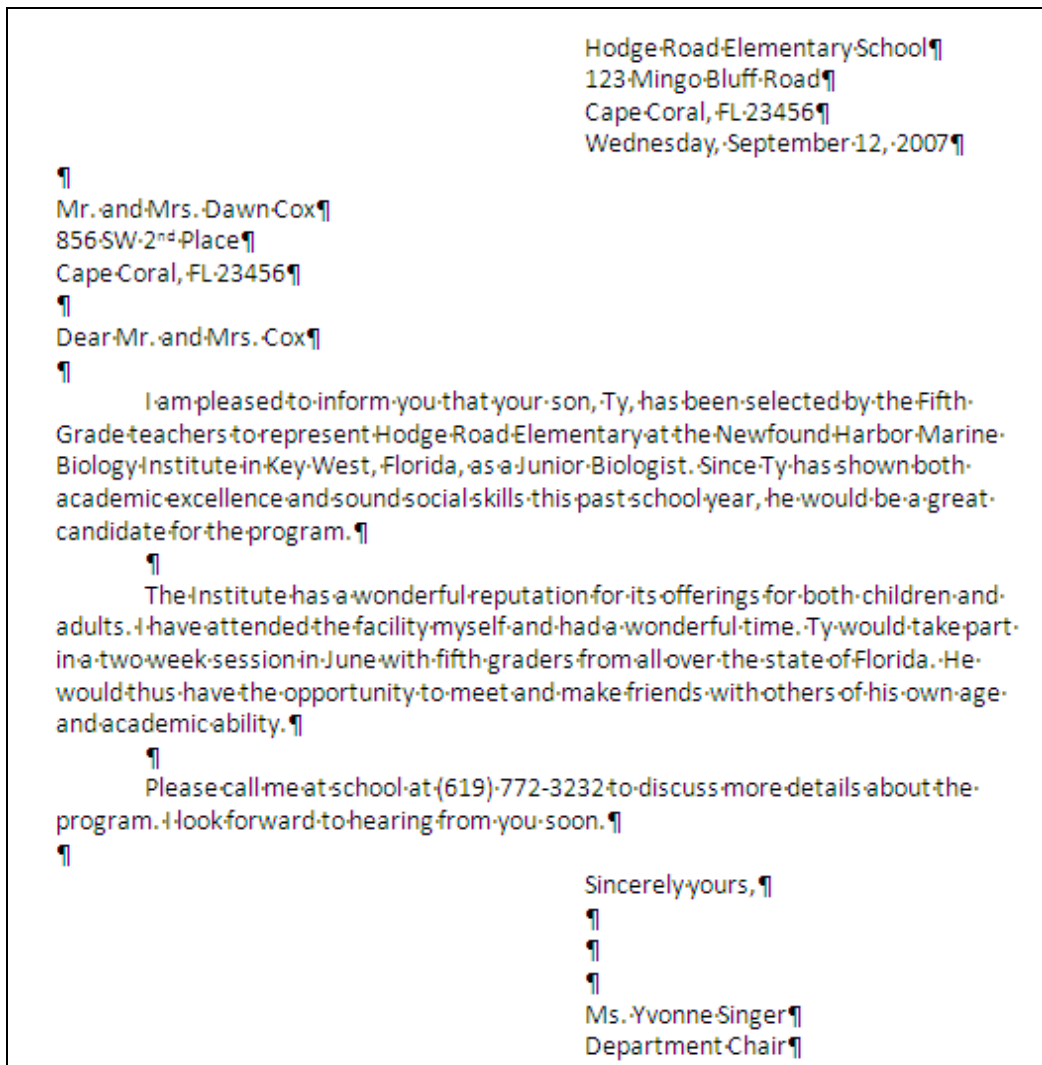 Hodge Road Elementary School¶
123 Mingo Bluff Road¶
Cape Coral, FL 23456¶
Wednesday, September 12, 2007¶
¶
Mr. and Mrs. Dawn Cox¶
856 SW 2nd Place¶
Cape Coral, FL 23456¶
¶
Dear Mr. and Mrs. Cox¶
¶
I am pleased to inform you that your son, Ty, has been selected by the Fifth
Grade teachers to represent Hodge Road Elementary at the Newfound Harbor Marine
Biology Institute in Key West, Florida, as a Junior Biologist. Since Ty has shown both
academic excellence and sound social skills this past school year, he would be a great
candidate for the program. ¶
¶
The Institute has a wonderful reputation for its offerings for both children and
adults. I have attended the facility myself and had a wonderful time. Ty would take part
in a two week session in June with fifth graders from all over the state of Florida. He
would thus have the opportunity to meet and make friends with others of his own age
and academic ability. ¶
¶
Please call me at school at (619) 772-3232 to discuss more details about the
program. I look forward to hearing from you soon. ¶
¶
Sincerely yours, ¶
¶
¶
¶
Ms. Yvonne Singer¶
Department Chair¶